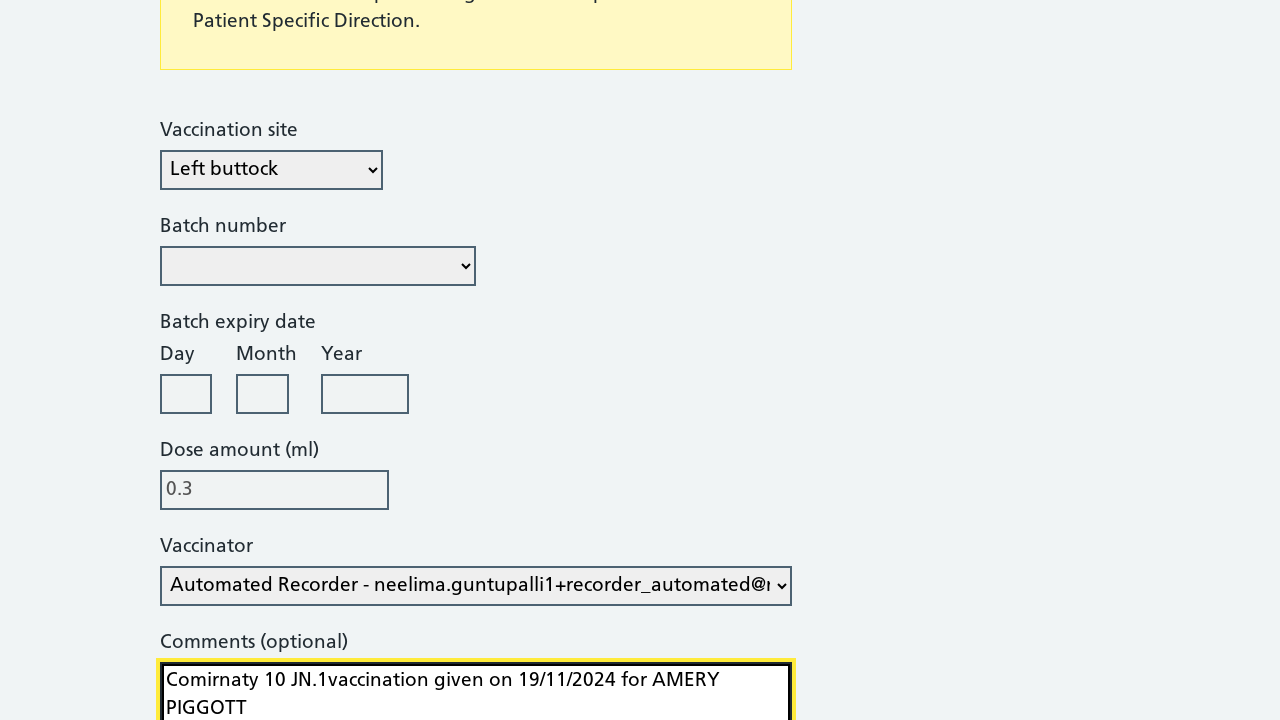 Patient Specific Direction.
Vaccination site
Left buttock
Batch number
Batch expiry date
Day Month Year
Dose amount (ml)
0.3
Vaccinator
Automated Recorder - neelima.guntupalli1+recorder_automated@
Comments (optional)
Comirnaty 10 JN.1vaccination given on 19/11/2024 for AMERY
PIGGOTT